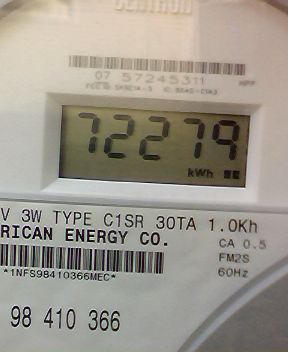 CENTRON
07 57245311
72279
kWh
V 3W TYPE C1SR 30TA 1.0Kh
RICAN ENERGY CO.
CA 0.5
FM2S
60Hz
*1NFS98410366MEC*
98 410 366